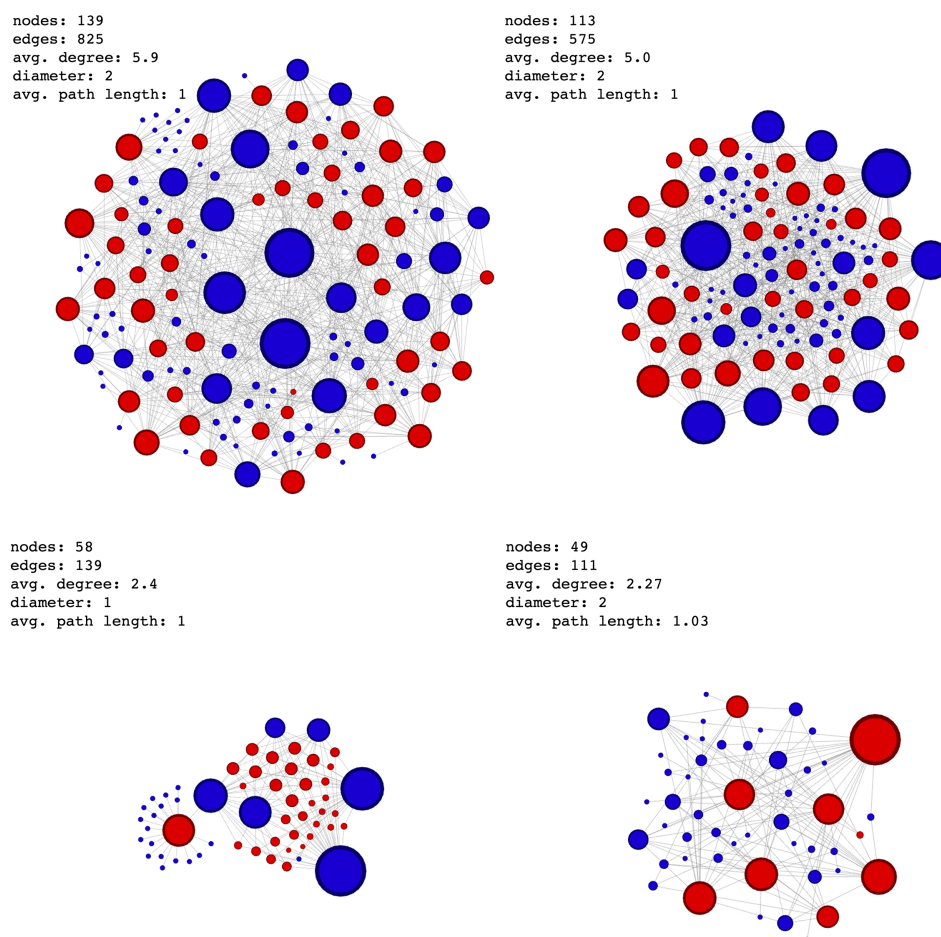 nodes: 139
edges: 825
avg. degree: 5.9
diameter: 2
avg. path length: 1
nodes: 113
edges: 575
avg. degree: 5.0
diameter: 2
avg. path length: 1
nodes: 58
edges: 139
avg. degree: 2.4
diameter: 1
avg. path length: 1
nodes: 49
edges: 111
avg. degree: 2.27
diameter: 2
avg. path length: 1.03